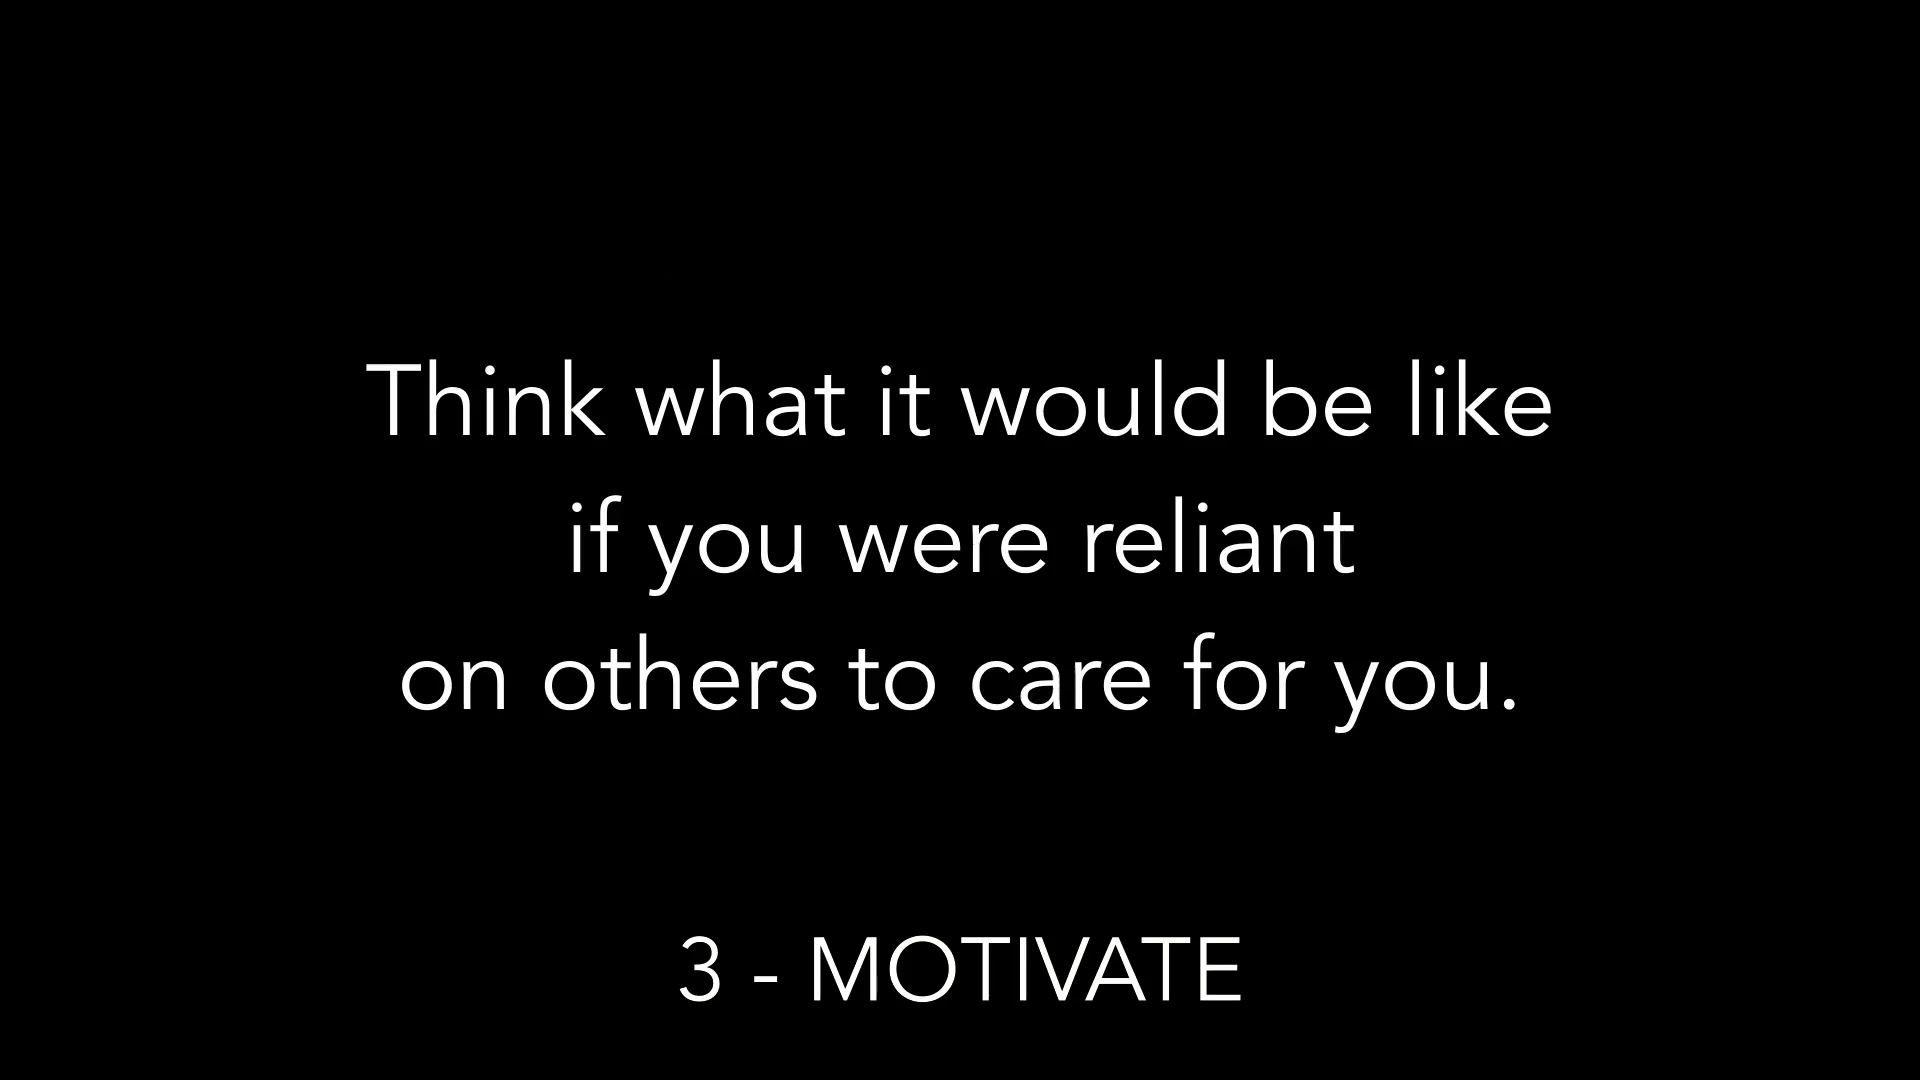 Think what it would be like
if you were reliant
on others to care for you.
3 - MOTIVATE